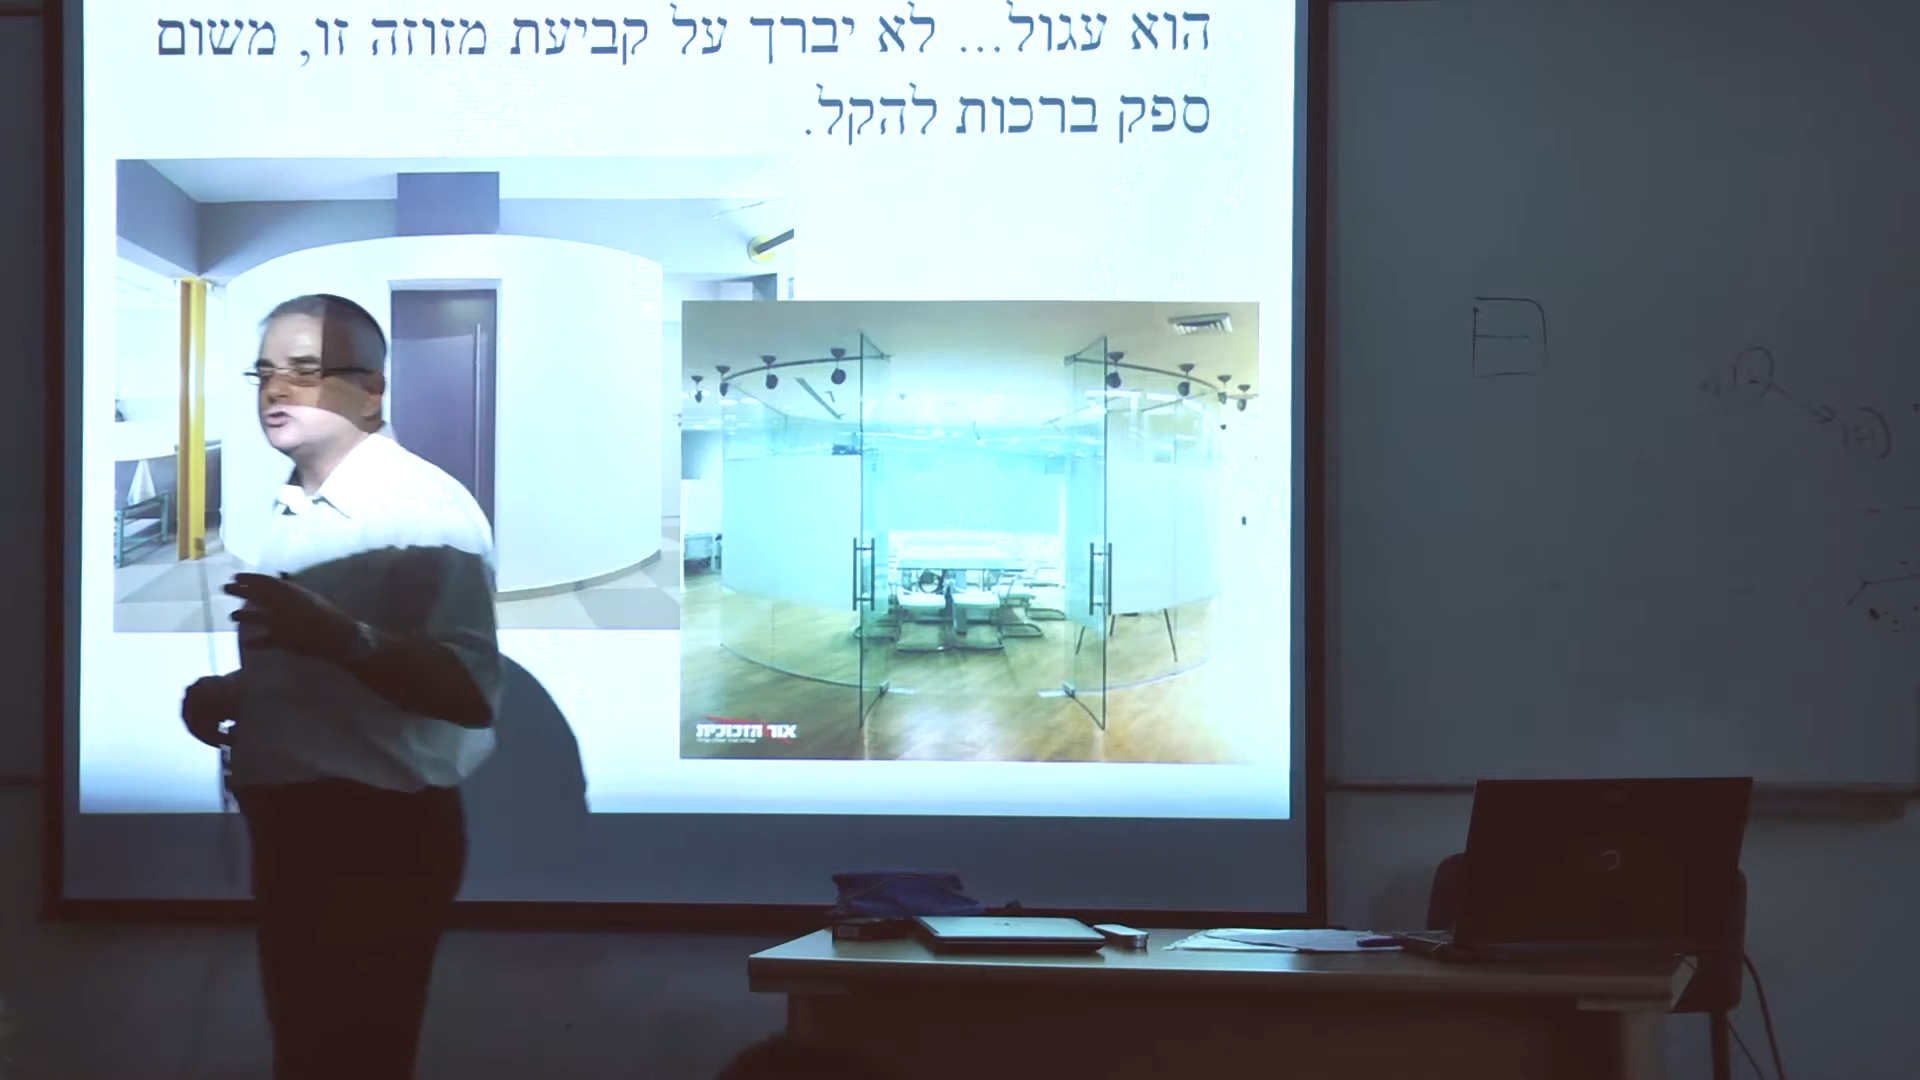 הוא עגול... לא יברך על קביעת מזוזה זו, משום
ספק ברכות להקל.
אור הזכוכית